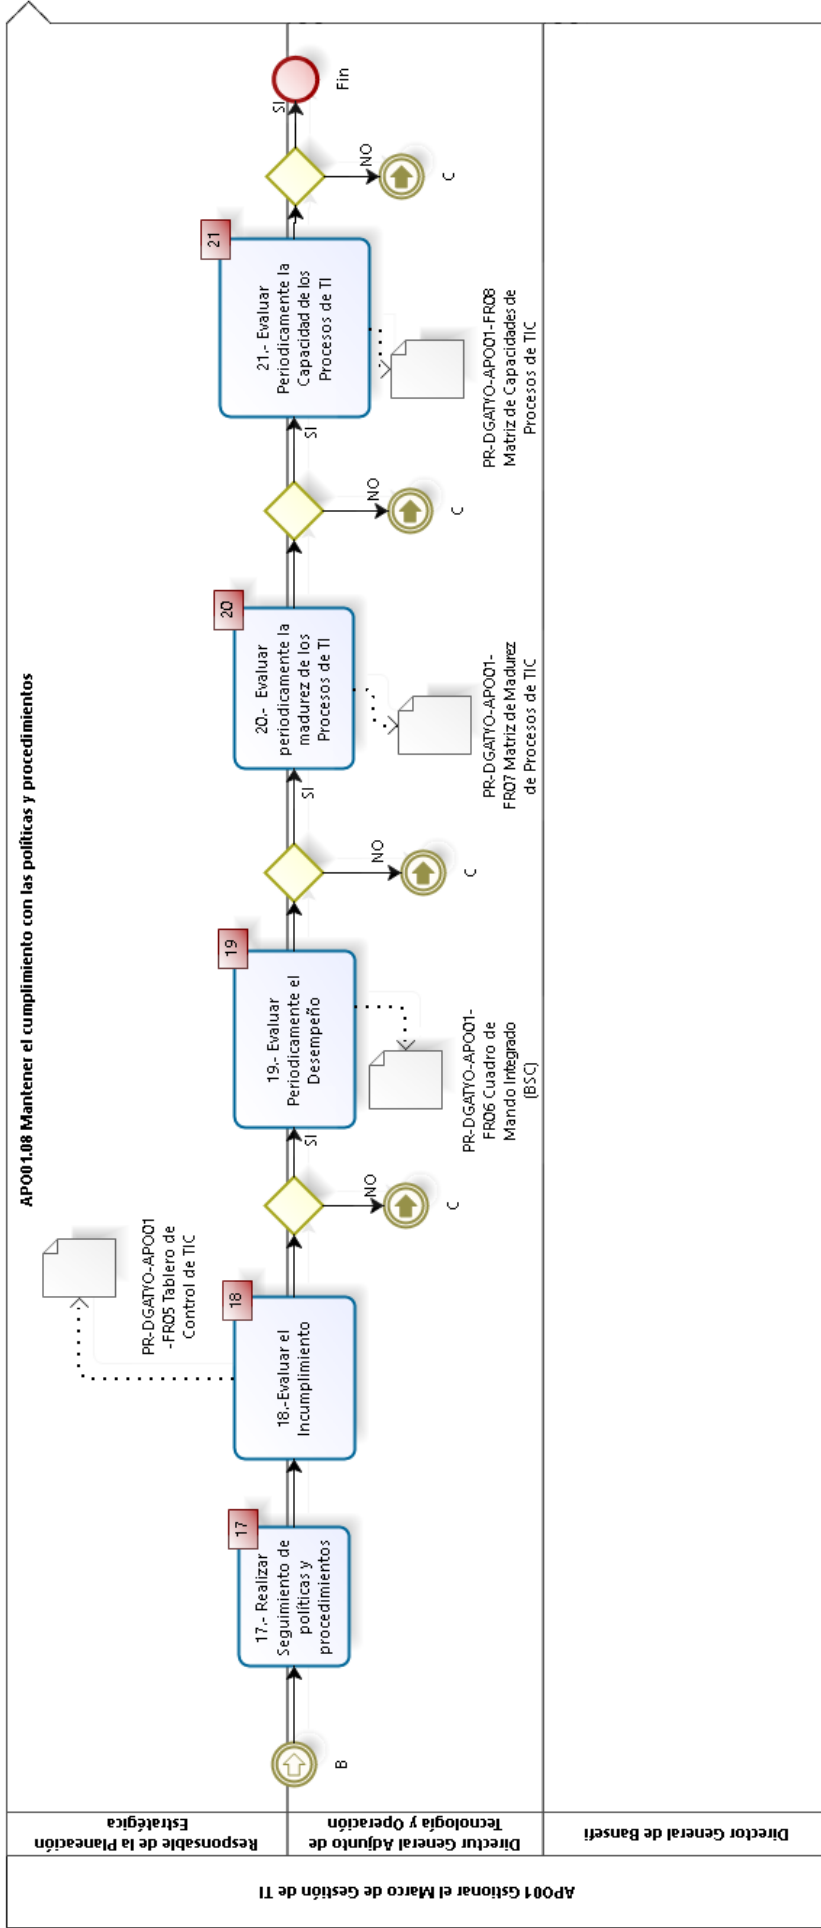 APO01.08 Mantener el cumplimiento con las políticas y procedimientos
APO01 Gstionar el Marco de Gestión de TI
Responsable de la Planeación
Estratégica
Directur General Adjunto de
Tecnología y Operación
Director General de Bansefi
B
17
17.- Realizar
Seguimiento de
políticas y
procedimientos
18
18.-Evaluar el
Incumplimiento
PR-DGATYO-APO01
-FR05 Tablero de
Control de TIC
NO
C
SI
19
19.- Evaluar
Periodicamente el
Desempeño
PR-DGATYO-APO01-
FR06 Cuadro de
Mando Integrado
(BSC)
NO
C
SI
20
20.- Evaluar
periodicamente la
madurez de los
Procesos de TI
PR-DGATYO-APO01-
FR07 Matriz de Madurez
de Procesos de TIC
NO
C
SI
21
21.- Evaluar
Periodicamente la
Capacidad de los
Procesos de TI
PR-DGATYO-APO01-FR08
Matriz de Capacidades de
Procesos de TIC
NO
C
SI
Fin